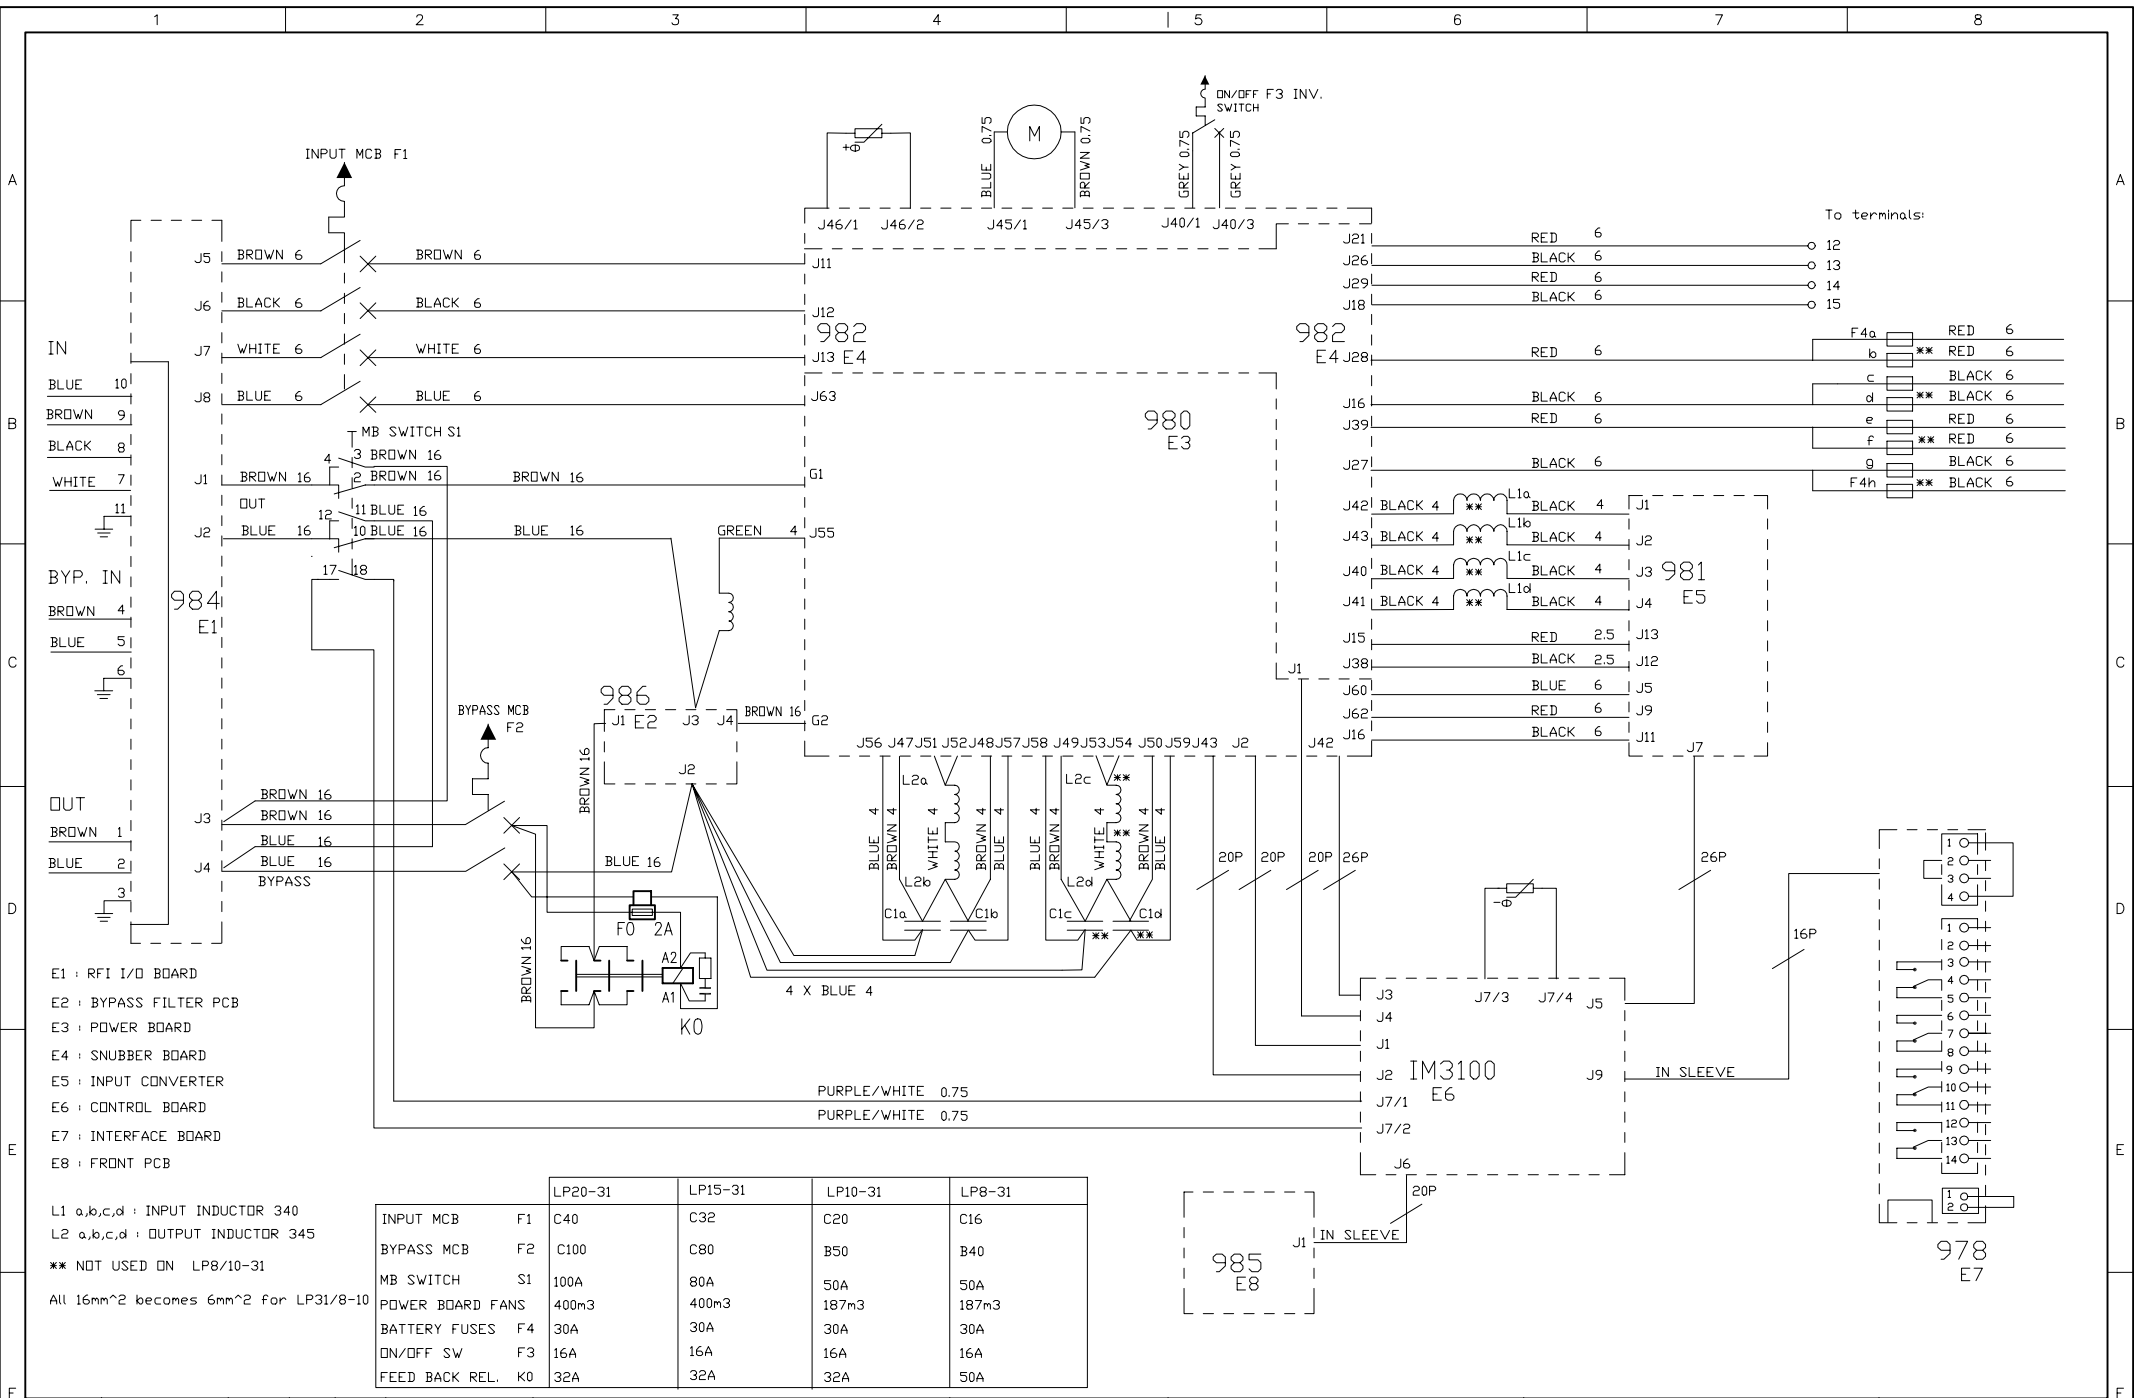 1 2 3 4 5 6 7 8
A A
B B
C C
D D
E E
F F
INPUT MCB F1
ON/OFF F3 INV.
SWITCH
+Θ
BLUE 0.75
M
BROWN 0.75
GREY 0.75
GREY 0.75
J46/1 J46/2 J45/1 J45/3 J40/1 J40/3
To terminals:
J5 BROWN 6 BROWN 6 J11
J6 BLACK 6 BLACK 6 J12
J7 WHITE 6 WHITE 6 J13
J8 BLUE 6 BLUE 6 J63
982
E4
982
E4
980
E3
J21 RED 6 12
J26 BLACK 6 13
J29 RED 6 14
J18 BLACK 6 15
J28 RED 6
J16 BLACK 6
J39 RED 6
J27 BLACK 6
F4a RED 6
b ** RED 6
c BLACK 6
d ** BLACK 6
e RED 6
f ** RED 6
g BLACK 6
F4h ** BLACK 6
IN
BLUE 10
BROWN 9
BLACK 8
WHITE 7
11
BYP. IN
BROWN 4
BLUE 5
6
OUT
BROWN 1
BLUE 2
3
984
E1
MB SWITCH S1
4 3 BROWN 16
J1 BROWN 16 2 BROWN 16 BROWN 16 G1
OUT
12 11 BLUE 16
J2 BLUE 16 10 BLUE 16 BLUE 16
GREEN 4 J55
17 18
J42 BLACK 4 L1a ** BLACK 4 J1
J43 BLACK 4 L1b ** BLACK 4 J2
J40 BLACK 4 L1c ** BLACK 4 J3
J41 BLACK 4 L1d ** BLACK 4 J4
981
E5
J15 RED 2.5 J13
J38 BLACK 2.5 J12
J60 BLUE 6 J5
J62 RED 6 J9
J16 BLACK 6 J11
J7
J1
986
J1 E2 J3 J4 BROWN 16 G2
J2
BYPASS MCB
F2
BROWN 16
J56 J47 J51 J52 J48 J57 J58 J49 J53 J54 J50 J59 J43 J2 J42
L2a
L2b
BLUE 4
BROWN 4
WHITE 4
BROWN 4
BLUE 4
L2c **
**
L2d
BLUE 4
BROWN 4
WHITE 4
BROWN 4
BLUE 4
C1a C1b C1c C1d
** **
4 X BLUE 4
20P 20P 20P 26P
26P
16P
BROWN 16
J3 BROWN 16
BLUE 16
J4 BLUE 16
BYPASS
BLUE 16
F0 2A
BROWN 16
A2
A1
K0
-Θ
J3 J7/3 J7/4 J5
J4
J1
J2 IM3100 J9 IN SLEEVE
E6
J7/1
J7/2
J6
PURPLE/WHITE 0.75
PURPLE/WHITE 0.75
20P
J1 IN SLEEVE
985
E8
1
2
3
4
1
2
3
4
5
6
7
8
9
10
11
12
13
14
1
2
978
E7
E1 : RFI I/O BOARD
E2 : BYPASS FILTER PCB
E3 : POWER BOARD
E4 : SNUBBER BOARD
E5 : INPUT CONVERTER
E6 : CONTROL BOARD
E7 : INTERFACE BOARD
E8 : FRONT PCB
L1 a,b,c,d : INPUT INDUCTOR 340
L2 a,b,c,d : OUTPUT INDUCTOR 345
** NOT USED ON LP8/10-31
All 16mm^2 becomes 6mm^2 for LP31/8-10
LP20-31 LP15-31 LP10-31 LP8-31
INPUT MCB F1 C40 C32 C20 C16
BYPASS MCB F2 C100 C80 B50 B40
MB SWITCH S1 100A 80A 50A 50A
POWER BOARD FANS 400m3 400m3 187m3 187m3
BATTERY FUSES F4 30A 30A 30A 30A
ON/OFF SW F3 16A 16A 16A 16A
FEED BACK REL. K0 32A 32A 32A 50A